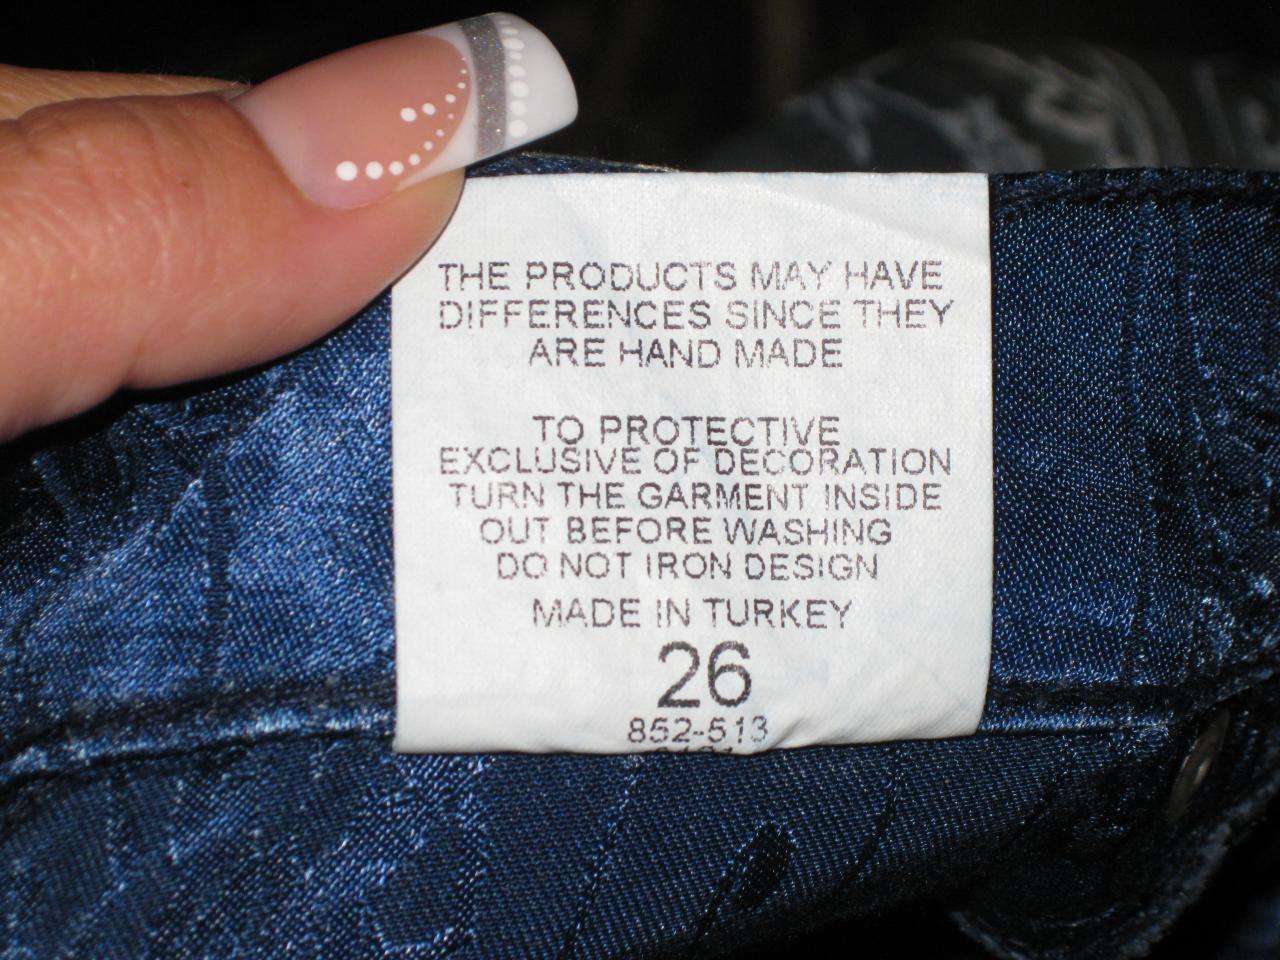 THE PRODUCTS MAY HAVE
DIFFERENCES SINCE THEY
ARE HAND MADE
TO PROTECTIVE
EXCLUSIVE OF DECORATION
TURN THE GARMENT INSIDE
OUT BEFORE WASHING
DO NOT IRON DESIGN
MADE IN TURKEY
26
852-513